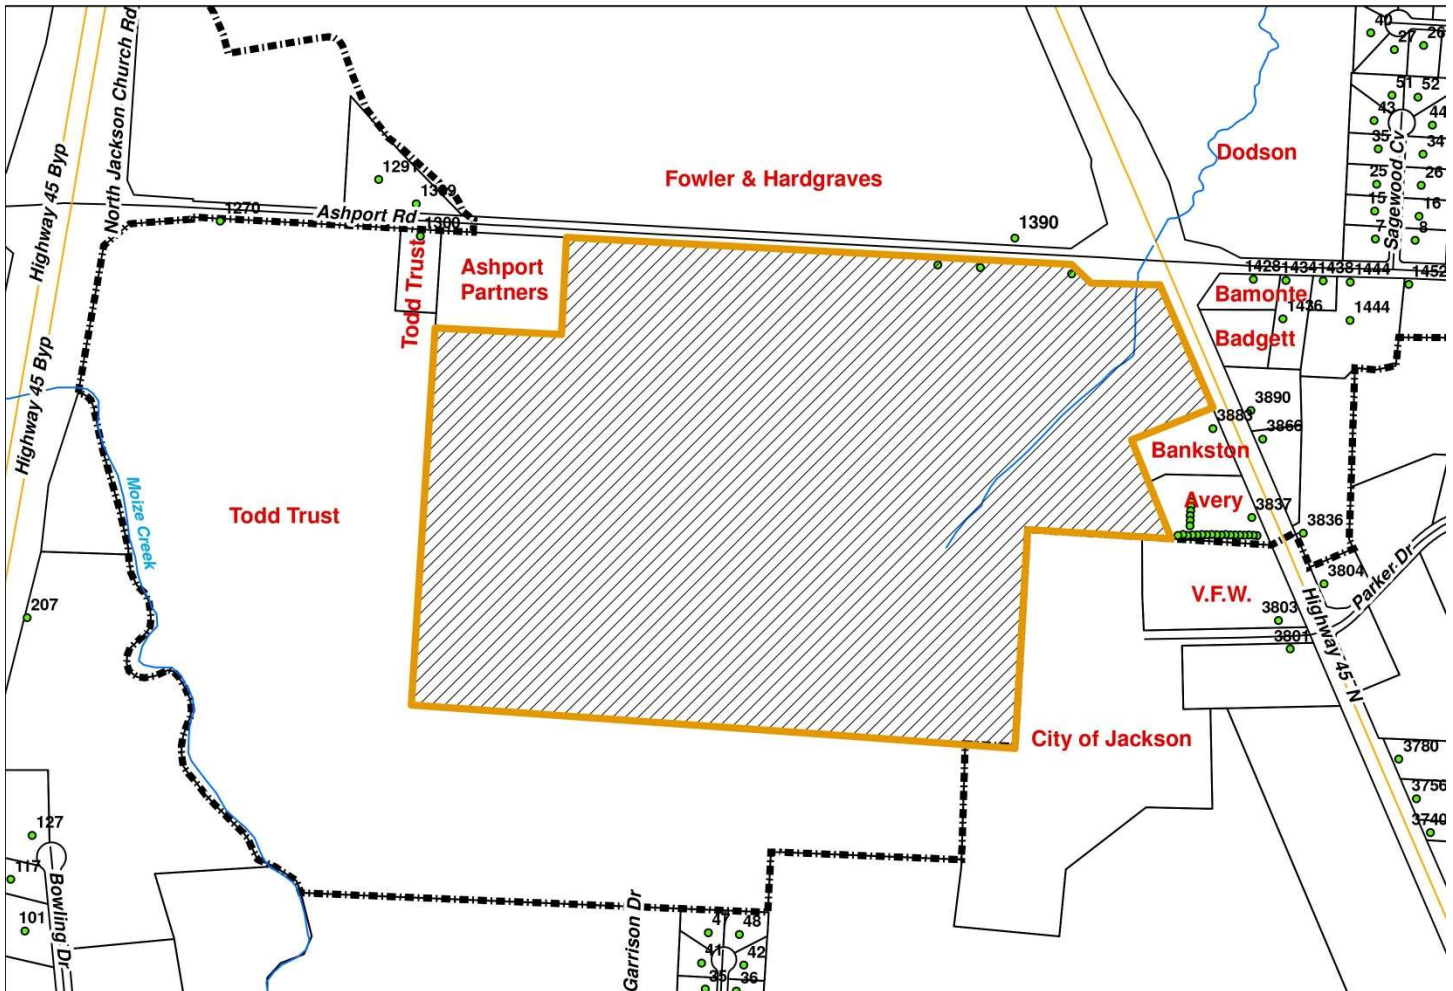 40
27
26
51
52
43
44
35
34
25
26
15
16
7
8
Sagewood Cv
North Jackson Church Rd
Highway 45 Byp
Highway 45 Byp
Dodson
Fowler & Hardgraves
1291
1309
1270
Ashport Rd
1300
1390
Todd Trust
Ashport
Partners
1428
1434
1438
1444
1452
Bamonte
1436
1444
Badgett
3890
3883
3866
Bankston
Avery
3837
3836
Moize Creek
Todd Trust
207
V.F.W.
3804
Parker Dr
3803
3801
Highway 45 N
City of Jackson
3780
3756
3740
127
117
101
Bowling Dr
Garrison Dr
47
48
41
42
35
36